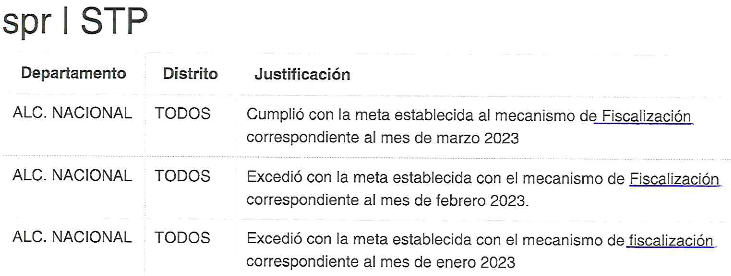 spr | STP
Departamento Distrito Justificación
ALC. NACIONAL TODOS Cumplió con la meta establecida al mecanismo de Fiscalización
correspondiente al mes de marzo 2023
ALC. NACIONAL TODOS Excedió con la meta establecida con el mecanismo de Fiscalización
correspondiente al mes de febrero 2023.
ALC. NACIONAL TODOS Excedió con la meta establecida con el mecanismo de fiscalización
correspondiente al mes de enero 2023